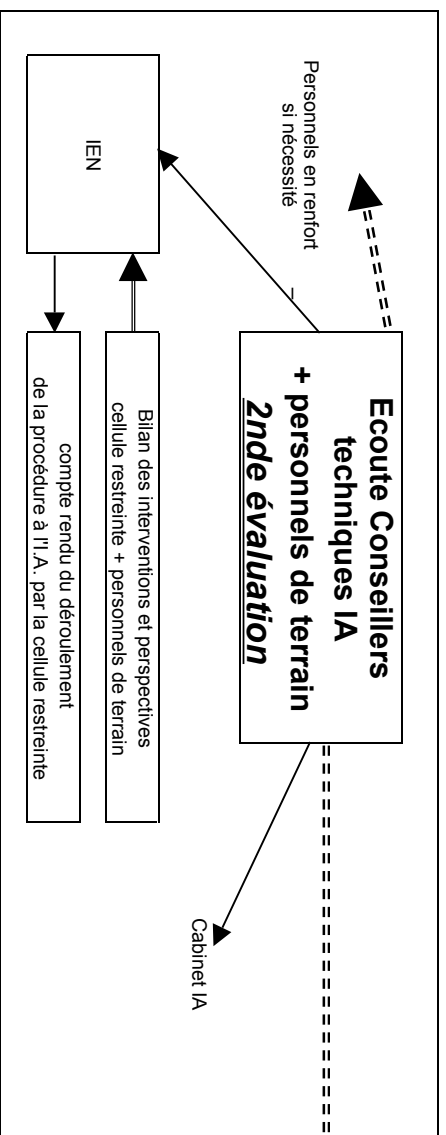 Personnels en renfort
si nécessité
Ecoute Conseillers
techniques IA
+ personnels de terrain
2nde évaluation
IEN
Cabinet IA
Bilan des interventions et perspectives
cellule restreinte + personnels de terrain
compte rendu du déroulement
de la procédure à l'I.A. par la cellule restreinte